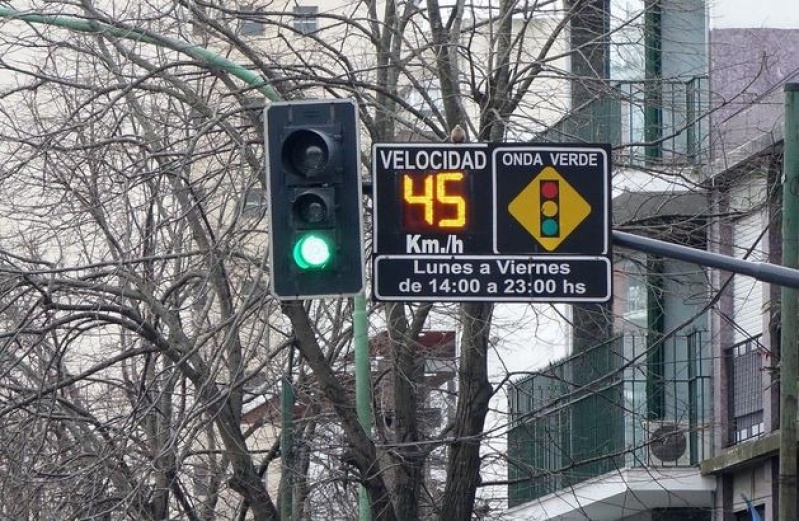 VELOCIDAD
45
Km./h
ONDA VERDE
Lunes a Viernes
de 14:00 a 23:00 hs